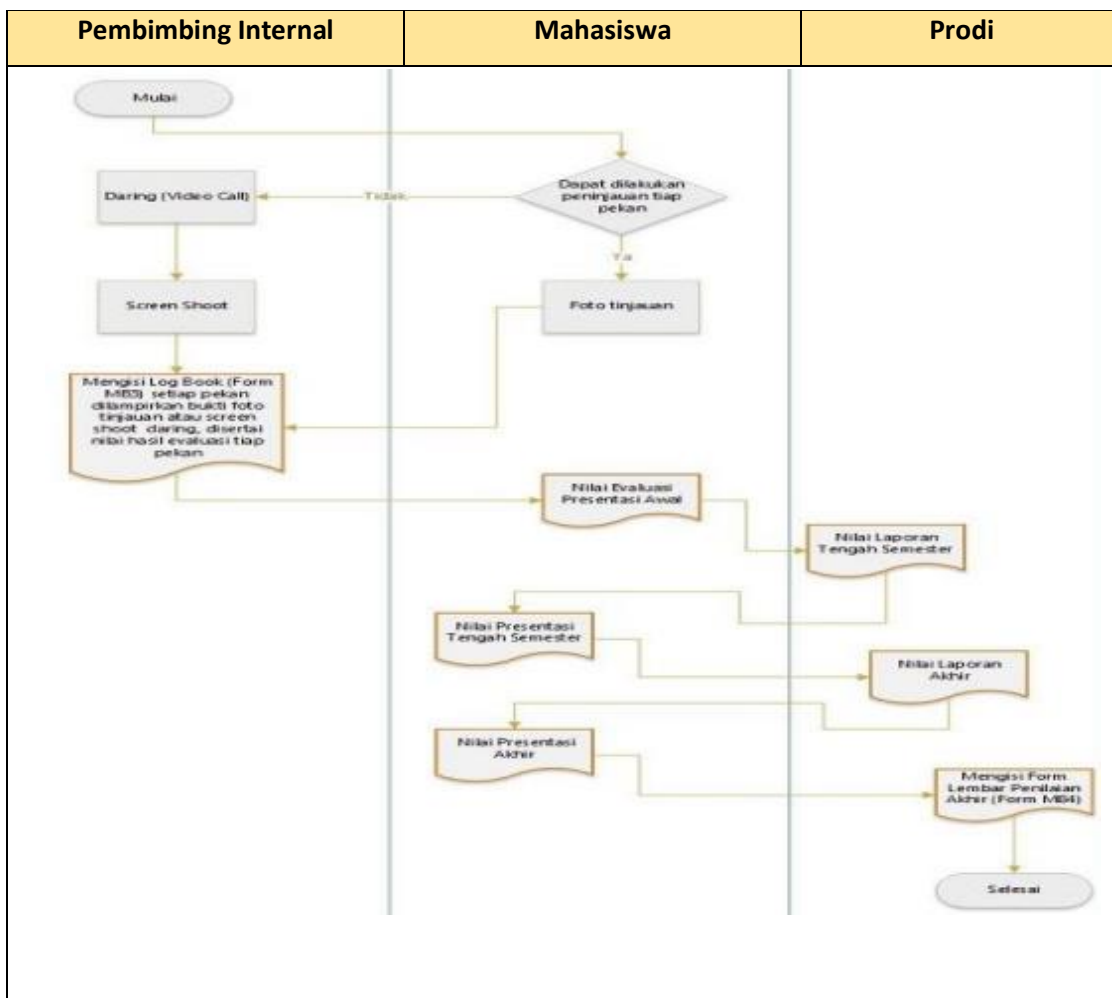 Pembimbing Internal
Mahasiswa
Prodi
Mulai
Dapat dilakukan
peninjauan tiap
pekan
Tidak
Daring (Video Call)
Ya
Screen Shoot
Foto tinjauan
Mengisi Log Book (Form
MB3) setiap pekan
dilampirkan bukti foto
tinjauan atau screen
shoot daring, disertai
nilai hasil evaluasi tiap
pekan
Nilai Evaluasi
Presentasi Awal
Nilai Laporan
Tengah Semester
Nilai Presentasi
Tengah Semester
Nilai Laporan
Akhir
Nilai Presentasi
Akhir
Mengisi Form
Lembar Penilaian
Akhir (Form MB4)
Selesai